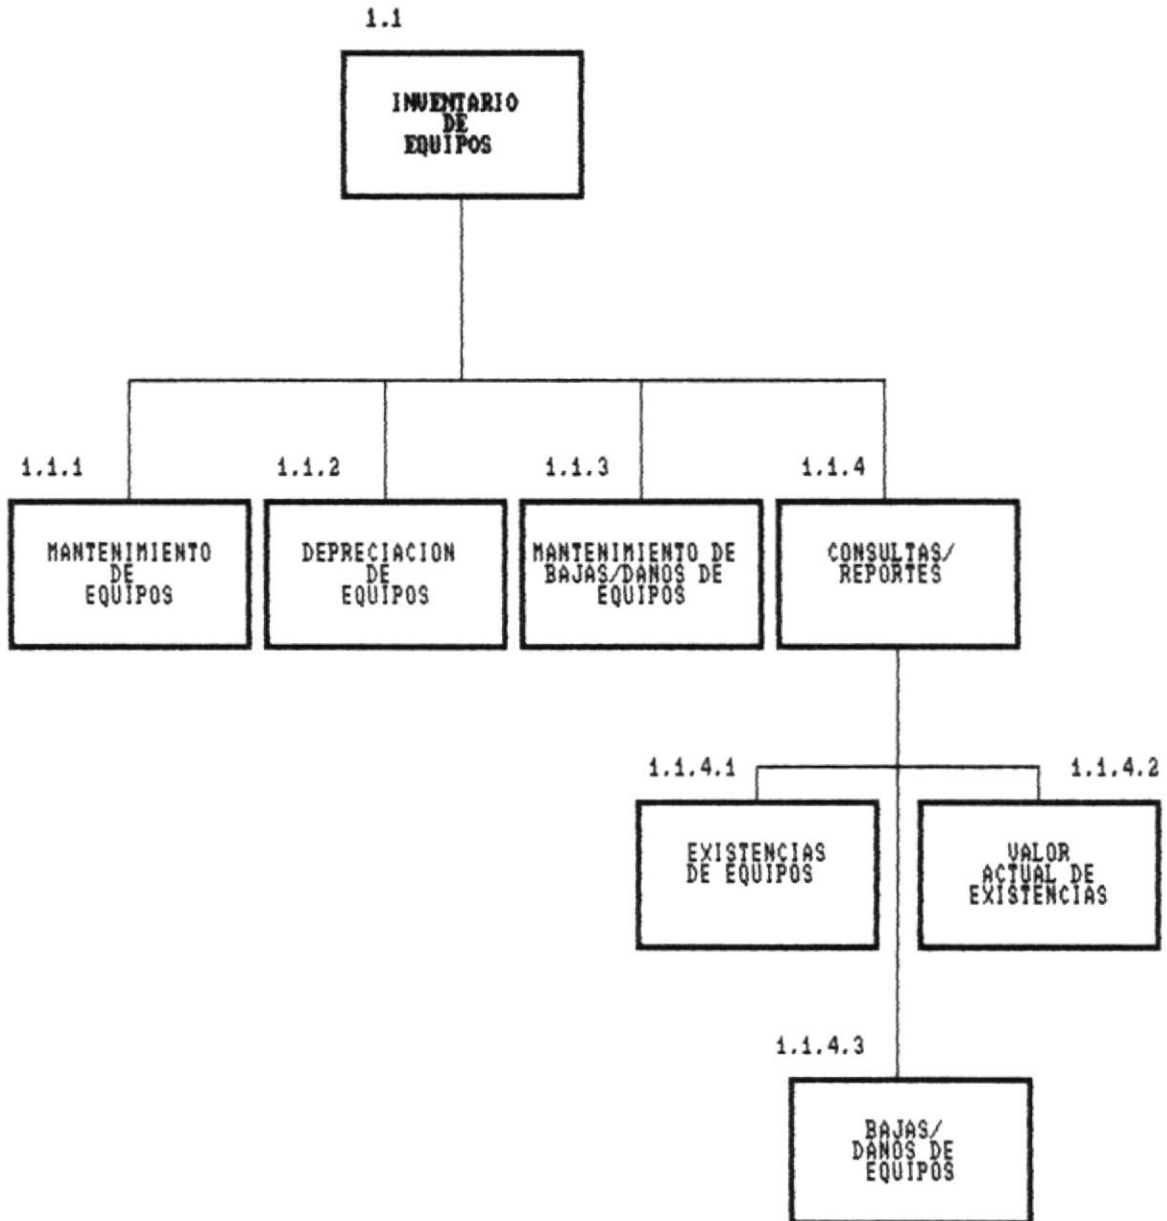 1.1
INVENTARIO
DE
EQUIPOS
1.1.1
MANTENIMIENTO
DE
EQUIPOS
1.1.2
DEPRECIACION
DE
EQUIPOS
1.1.3
MANTENIMIENTO DE
BAJAS/DANOS DE
EQUIPOS
1.1.4
CONSULTAS/
REPORTES
1.1.4.1
EXISTENCIAS
DE EQUIPOS
1.1.4.2
VALOR
ACTUAL DE
EXISTENCIAS
1.1.4.3
BAJAS/
DANOS DE
EQUIPOS